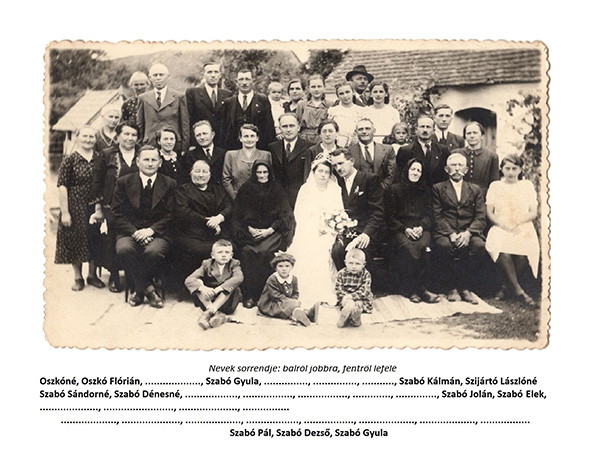 Nevek sorrendje: balról jobbra, fentről lefelé
Oszkóné, Oszkó Flórián, ...................., Szabó Gyula, ................, ................, ............, Szabó Kálmán, Szijártó Lászlóné
Szabó Sándorné, Szabó Dénesné, ..................., ..................., ..................., ..............., Szabó Jolán, Szabó Elek,
....................., ........................., ....................., ................
...................., ....................., ...................., ..................., ..................., ...................., ...................., ..................
Szabó Pál, Szabó Dezső, Szabó Gyula